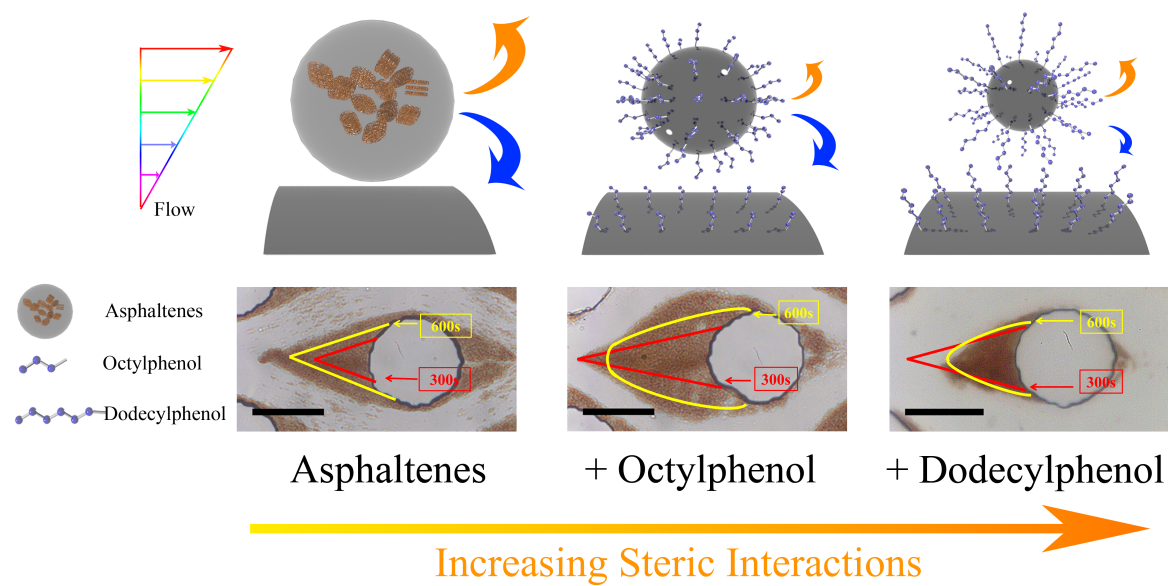 Flow
Asphaltenes
Octylphenol
Dodecylphenol
600s
300s
600s
300s
600s
300s
Asphaltenes
+ Octylphenol
+ Dodecylphenol
Increasing Steric Interactions